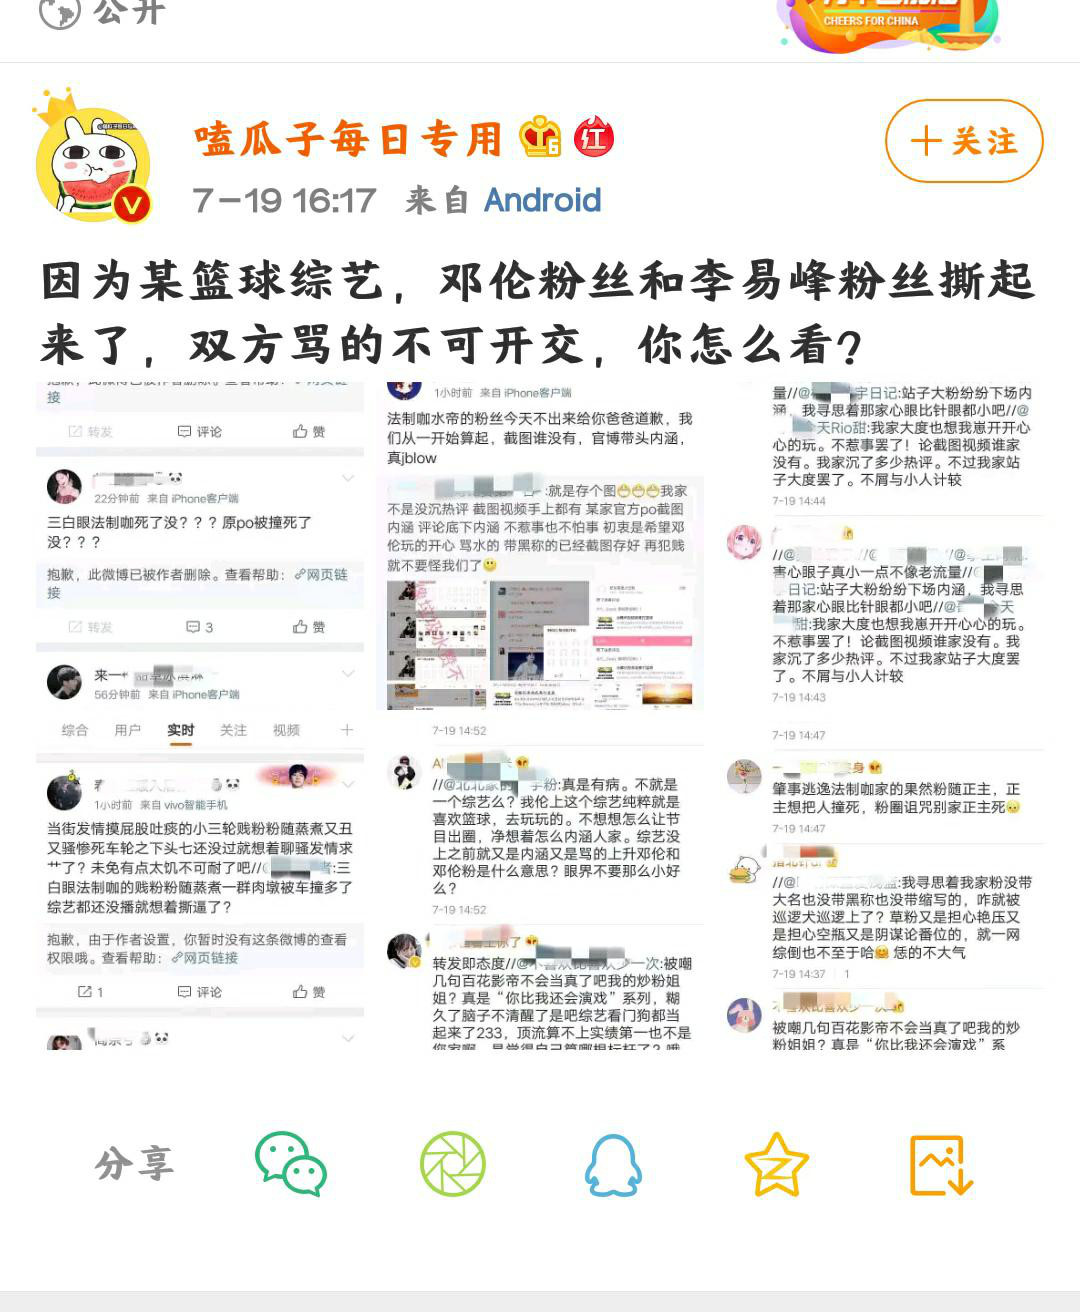 公开
CHEERS FOR CHINA
嗑瓜子每日专用
红
7-19 16:17 来自 Android
关注
因为某篮球综艺，邓伦粉丝和李易峰粉丝撕起
来了，双方骂的不可开交，你怎么看？
接
转发 评论 赞
22分钟前 来自 iPhone客户端
三白眼法制咖死了没？？？原po被撞死了
没？？？
抱歉，此微博已被作者删除。查看帮助：网页链
接
转发 3 赞
来一
56分钟前 来自 iPhone客户端
综合 用户 实时 关注 视频
1小时前 来自 vivo智能手机
当街发情摸屁股吐痰的小三轮贱粉粉随蒸煮又丑
又骚惨死车轮之下头七还没过就想着聊骚发情求
了？未免有点太饥不可耐了吧//@ :三
白眼法制咖的贱粉粉随蒸煮一群肉墩被车撞多了
综艺都还没播就想着撕逼了？
抱歉，由于作者设置，你暂时没有这条微博的查看
权限哦。查看帮助：网页链接
1 评论 赞
1小时前 来自 iPhone客户端
法制咖水帝的粉丝今天不出来给你爸爸道歉，我
们从一开始算起，截图谁没有，官博带头内涵，
真jblow
:就是存个图 我家
不是没沉热评 截图视频手上都有 某家官方po截图
内涵 评论底下内涵 不惹事也不怕事 初衷是希望邓
伦玩的开心 骂水的 带黑称的已经截图存好 再犯贱
就不要怪我们了
7-19 14:52
//@北北家的 字粉:真是有病。不就是
一个综艺么？我伦上这个综艺纯粹就是
喜欢篮球，去玩玩的。不想想怎么让节
目出圈，净想着怎么内涵人家。综艺没
上之前就又是内涵又是骂的上升邓伦和
邓伦粉是什么意思？眼界不要那么小好
么？
7-19 14:52
转发即态度//@不喜欢比喜欢少一次:被嘲
几句百花影帝不会当真了吧我的炒粉姐
姐？真是“你比我还会演戏”系列，糊
久了脑子不清醒了是吧综艺看门狗都当
起来了233，顶流算不上实绩第一也不是
量//@ 宇日记:站子大粉纷纷下场内
涵，我寻思着那家心眼比针眼都小吧//@
今天Rio甜:我家大度也想我崽开开心
心的玩。不惹事罢了！论截图视频谁家
没有。我家沉了多少热评。不过我家站
子大度罢了。不屑与小人计较
7-19 14:44
害心眼子真小一点不像老流量//@
日记:站子大粉纷纷下场内涵，我寻思
着那家心眼比针眼都小吧//@ 今天
甜:我家大度也想我崽开开心心的玩。
不惹事罢了！论截图视频谁家没有。我
家沉了多少热评。不过我家站子大度罢
了。不屑与小人计较
7-19 14:43
7-19 14:47
肇事逃逸法制咖家的果然粉随正主，正
主想把人撞死，粉圈诅咒别家正主死
7-19 14:47
//@ :我寻思着我家粉没带
大名也没带黑称也没带缩写的，咋就被
巡逻犬巡逻上了？草粉又是担心艳压又
是担心空瓶又是阴谋论番位的，就一网
综倒也不至于哈 恁的不大气
7-19 14:37 1
不喜欢比喜欢少一次
被嘲几句百花影帝不会当真了吧我的炒
粉姐姐？真是“你比我还会演戏”系
分享